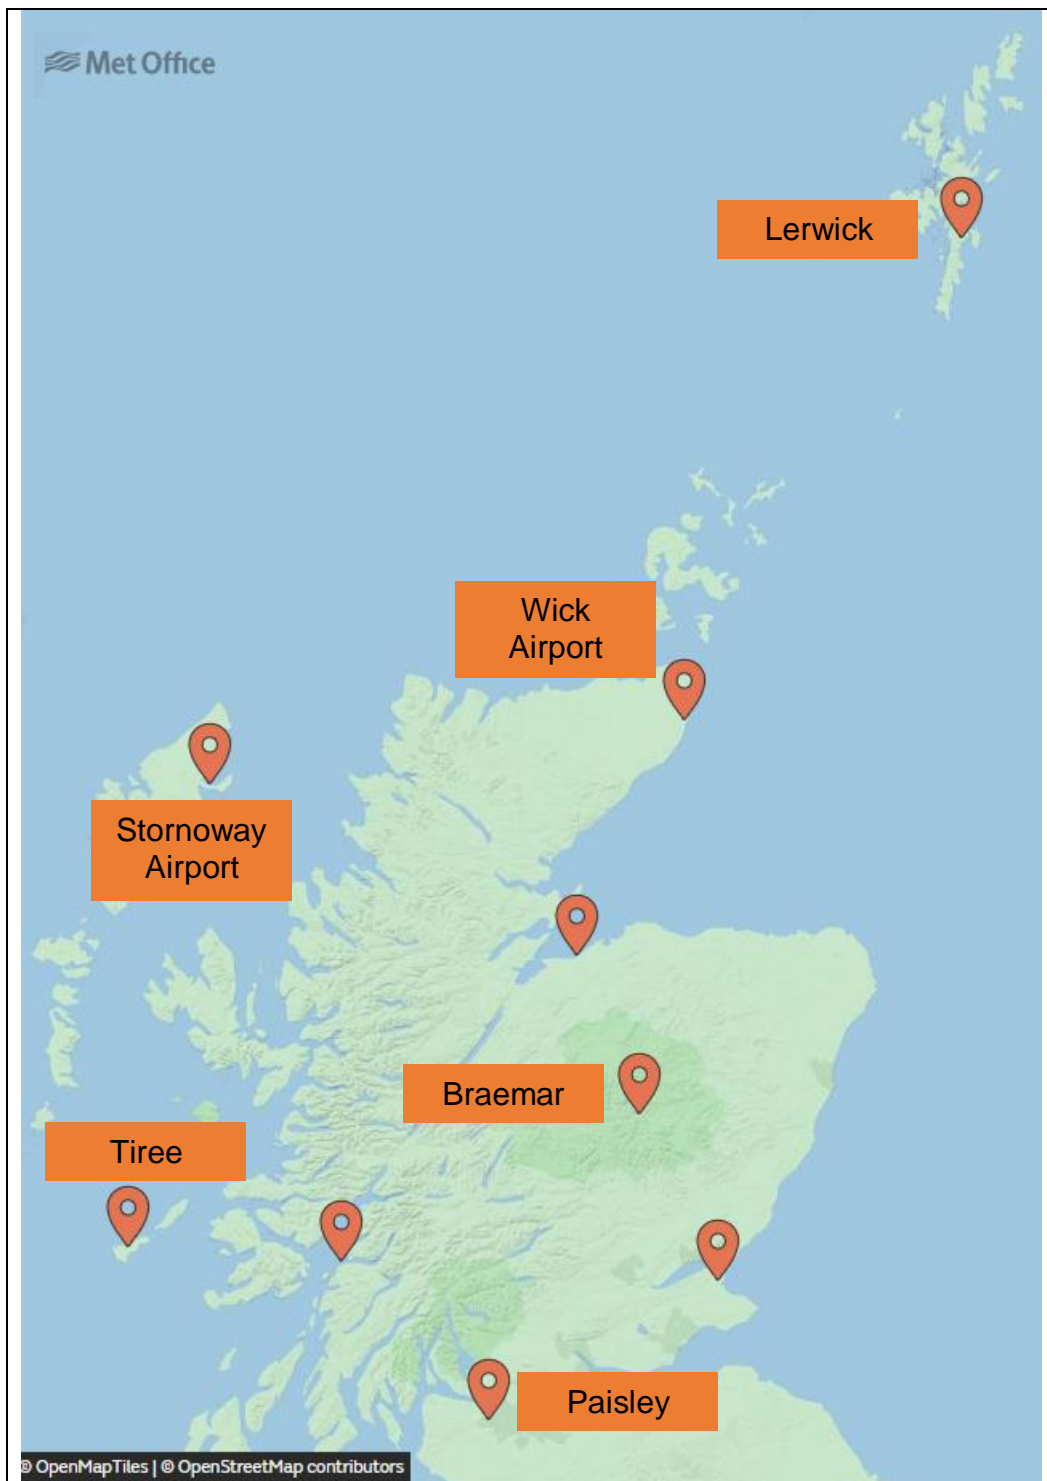 Met Office
Lerwick
Wick
Airport
Stornoway
Airport
Braemar
Tiree
Paisley
© OpenMapTiles | © OpenStreetMap contributors